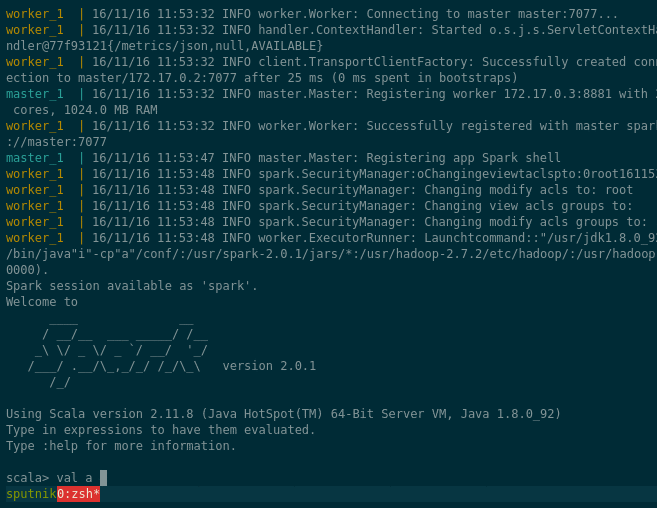 worker_1  | 16/11/16 11:53:32 INFO worker.Worker: Connecting to master master:7077...
worker_1  | 16/11/16 11:53:32 INFO handler.ContextHandler: Started o.s.j.s.ServletContextHa
ndler@77f93121{/metrics/json,null,AVAILABLE}
worker_1  | 16/11/16 11:53:32 INFO client.TransportClientFactory: Successfully created conn
ection to master/172.17.0.2:7077 after 25 ms (0 ms spent in bootstraps)
master_1  | 16/11/16 11:53:32 INFO master.Master: Registering worker 172.17.0.3:8881 with
 cores, 1024.0 MB RAM
worker_1  | 16/11/16 11:53:32 INFO worker.Worker: Successfully registered with master spark
://master:7077
master_1  | 16/11/16 11:53:47 INFO master.Master: Registering app Spark shell
worker_1  | 16/11/16 11:53:48 INFO spark.SecurityManager:oChangingeviewtaclspto:0root16115
worker_1  | 16/11/16 11:53:48 INFO spark.SecurityManager: Changing modify acls to: root
worker_1  | 16/11/16 11:53:48 INFO spark.SecurityManager: Changing view acls groups to:
worker_1  | 16/11/16 11:53:48 INFO spark.SecurityManager: Changing modify acls groups to:
worker_1  | 16/11/16 11:53:48 INFO worker.ExecutorRunner: Launchtcommand::"/usr/jdk1.8.0_92
/bin/java"i"-cp"a"/conf/:/usr/spark-2.0.1/jars/*:/usr/hadoop-2.7.2/etc/hadoop/:/usr/hadoop
0000).
Spark session available as 'spark'.
Welcome to
      ____              __
     / __/__  ___ _____/ /__
    _\ \/ _ \/ _ `/ __/  '_/
   /___/ .__/\_,_/_/ /_/\_\   version 2.0.1
      /_/
Using Scala version 2.11.8 (Java HotSpot(TM) 64-Bit Server VM, Java 1.8.0_92)
Type in expressions to have them evaluated.
Type :help for more information.
scala> val a
sputnik 0:zsh*